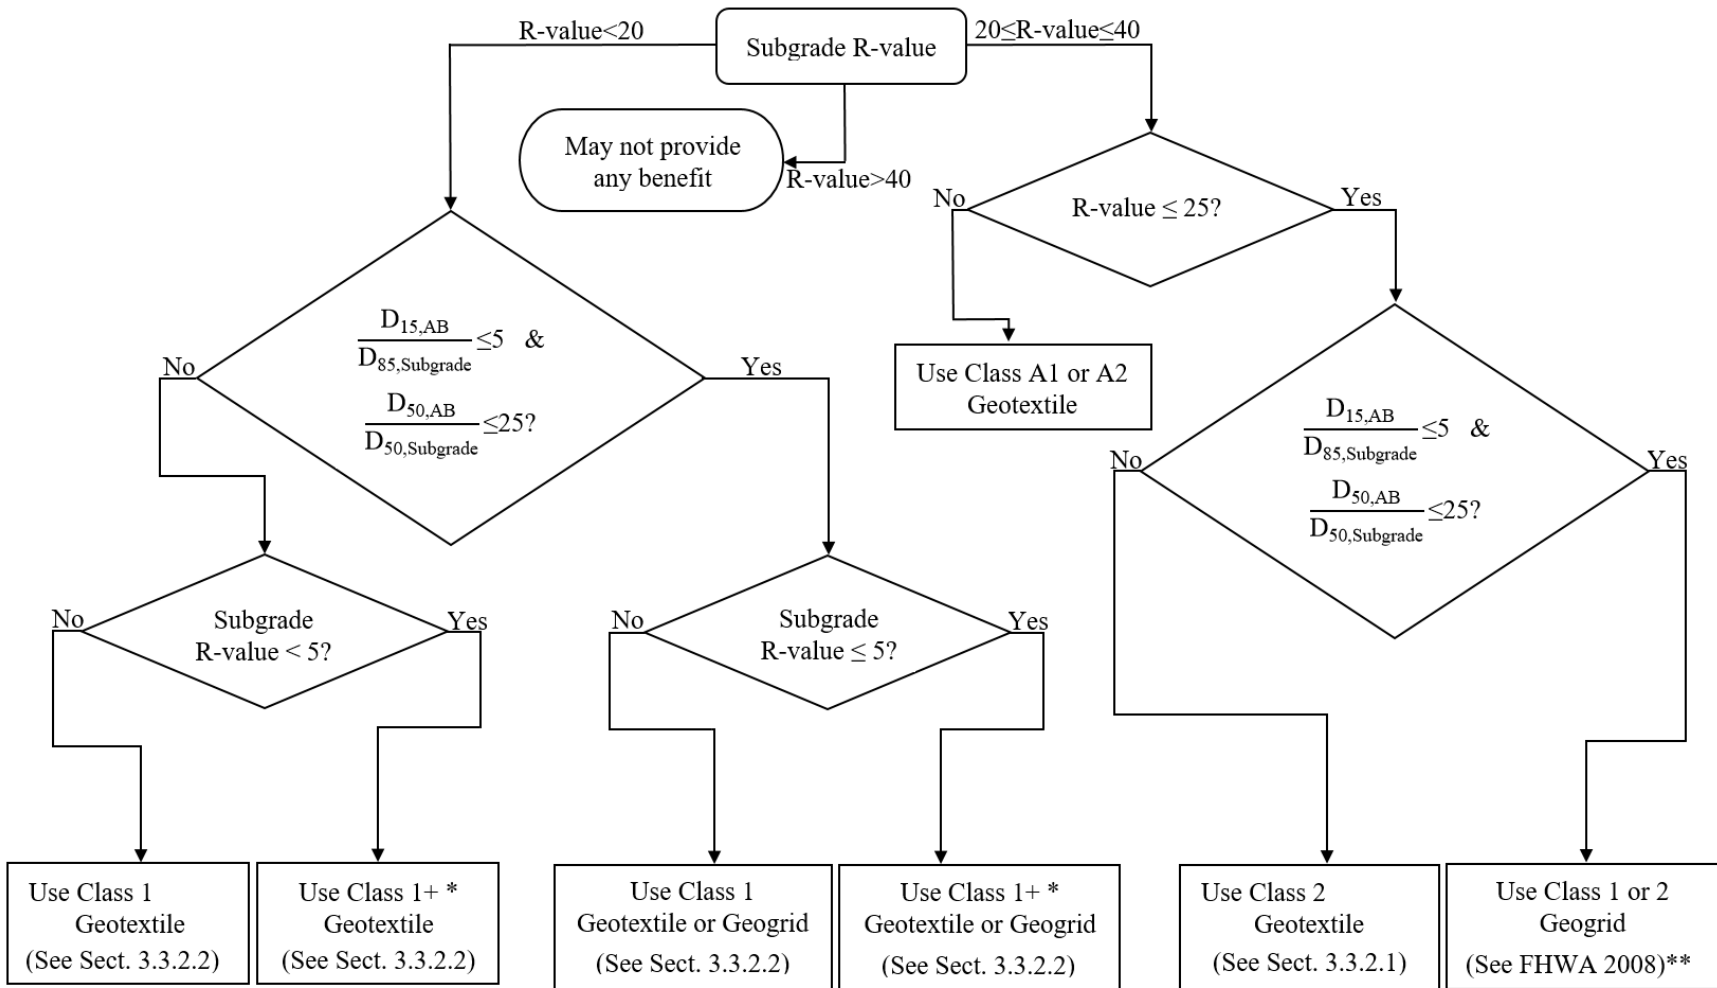 R-value<20
Subgrade R-value
20≤R-value≤40
May not provide
any benefit
R-value>40
No
R-value ≤ 25?
Yes
D15,AB
D85,Subgrade
≤5 &
D50,AB
D50,Subgrade
≤25?
No
Yes
Use Class A1 or A2
Geotextile
D15,AB
D85,Subgrade
≤5 &
D50,AB
D50,Subgrade
≤25?
No
Yes
No
Subgrade
R-value < 5?
Yes
No
Subgrade
R-value ≤ 5?
Yes
Use Class 1
Geotextile
(See Sect. 3.3.2.2)
Use Class 1+ *
Geotextile
(See Sect. 3.3.2.2)
Use Class 1
Geotextile or Geogrid
(See Sect. 3.3.2.2)
Use Class 1+ *
Geotextile or Geogrid
(See Sect. 3.3.2.2)
Use Class 2
Geotextile
(See Sect. 3.3.2.1)
Use Class 1 or 2
Geogrid
(See FHWA 2008)**